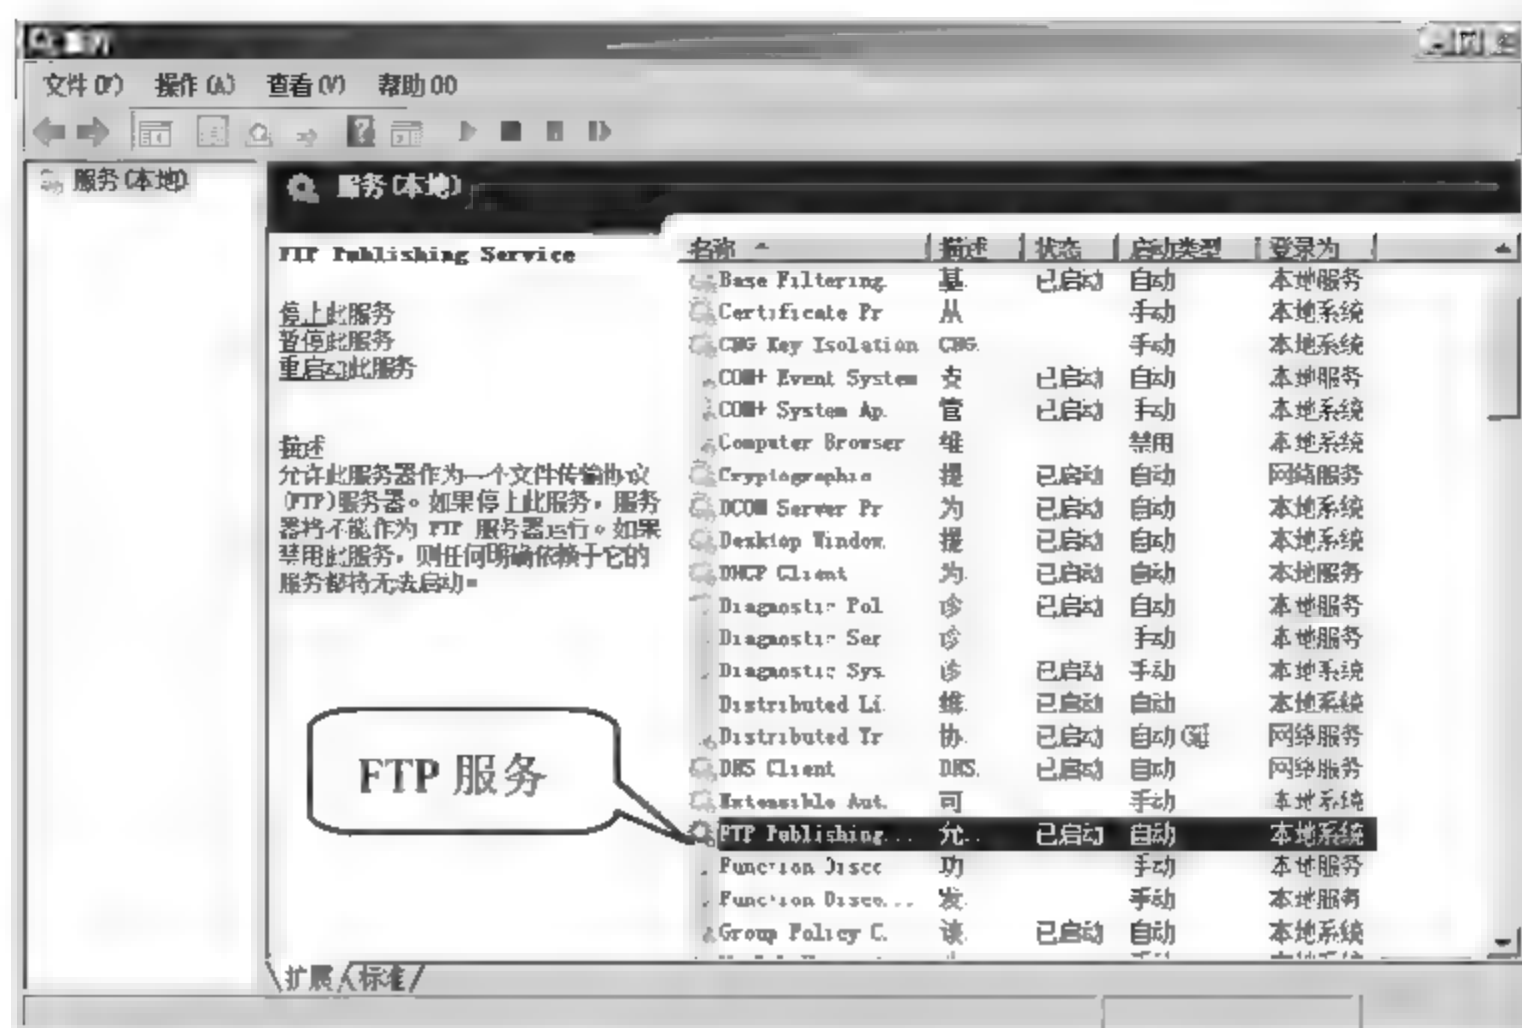 服务
文件(F) 操作(A) 查看(V) 帮助(H)
服务(本地)
服务(本地)
FTP Publishing Service
停止此服务
暂停此服务
重启动此服务
描述
允许此服务器作为一个文件传输协议
(FTP)服务器。如果停止此服务，服务
器将不能作为 FTP 服务器运行。如果
禁用此服务，则任何明确依赖于它的
服务都将无法启动。
FTP 服务
名称 描述 状态 启动类型 登录为
Base Filtering 基 已启动 自动 本地服务
Certificate Pr 从 手动 本地系统
CNG Key Isolation CNG. 手动 本地系统
COM+ Event System 支 已启动 自动 本地服务
COM+ System Ap. 管 已启动 手动 本地系统
Computer Browser 维 禁用 本地系统
Cryptographic 提 已启动 自动 网络服务
DCOM Server Pr 为 已启动 自动 本地系统
Desktop Window. 提 已启动 自动 本地系统
DHCP Client 为. 已启动 自动 本地服务
Diagnostic Pol 诊 已启动 自动 本地服务
Diagnostic Ser 诊 手动 本地服务
Diagnostic Sys. 诊 已启动 手动 本地系统
Distributed Li. 维. 已启动 自动 本地系统
Distributed Tr 协. 已启动 自动(延 网络服务
DNS Client DNS. 已启动 自动 网络服务
Extensible Aut. 可 手动 本地系统
FTP Publishing... 允.. 已启动 自动 本地系统
Function Disco 功 手动 本地服务
Function Disco... 发. 手动 本地服务
Group Policy C. 该. 已启动 自动 本地系统
扩展 标准